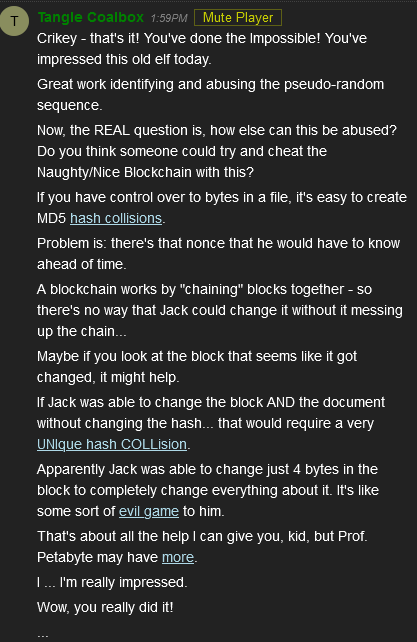 T
Tangle Coalbox 1:59PM Mute Player
Crikey - that's it! You've done the Impossible! You've
impressed this old elf today.
Great work identifying and abusing the pseudo-random
sequence.
Now, the REAL question is, how else can this be abused?
Do you think someone could try and cheat the
Naughty/Nice Blockchain with this?
If you have control over to bytes in a file, it's easy to create
MD5 hash collisions.
Problem is: there's that nonce that he would have to know
ahead of time.
A blockchain works by "chaining" blocks together - so
there's no way that Jack could change it without it messing
up the chain...
Maybe if you look at the block that seems like it got
changed, it might help.
If Jack was able to change the block AND the document
without changing the hash... that would require a very
UNIque hash COLLision.
Apparently Jack was able to change just 4 bytes in the
block to completely change everything about it. It's like
some sort of evil game to him.
That's about all the help I can give you, kid, but Prof.
Petabyte may have more.
I ... I'm really impressed.
Wow, you really did it!
...